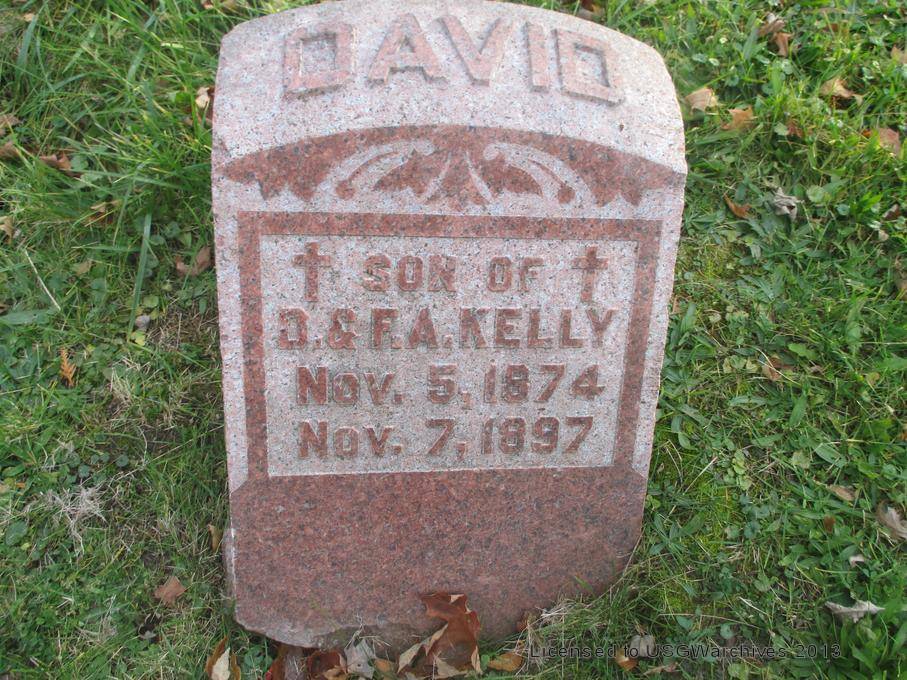 DAVID
† SON OF †
D. & F. A. KELLY
NOV. 5, 1874
NOV. 7, 1897
Licensed to USGWarchives 2013